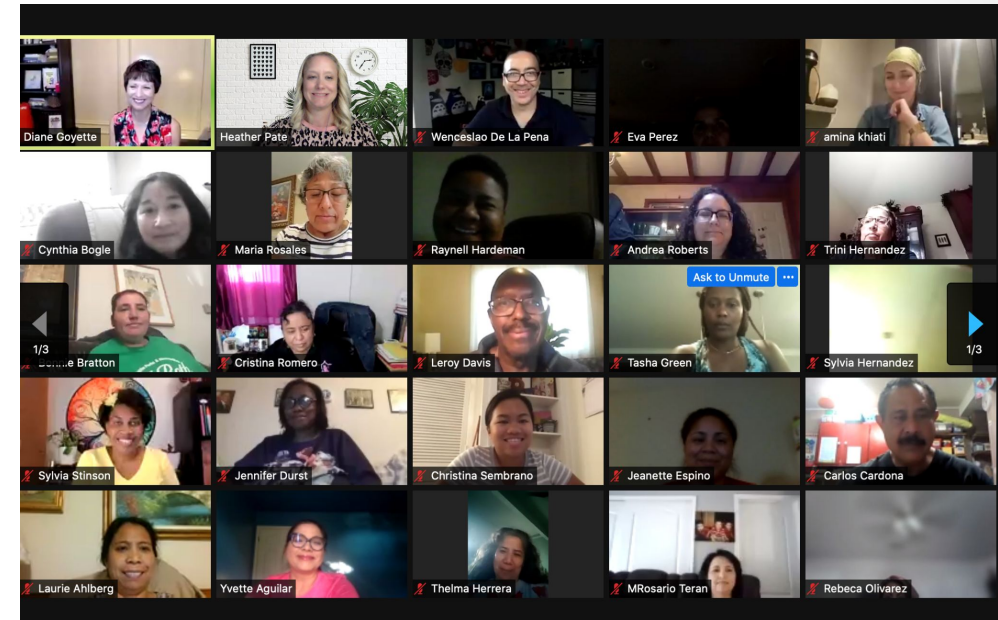 Diane Goyette
Heather Pate
Wenceslao De La Pena
Eva Perez
amina khiati
Cynthia Bogle
Maria Rosales
Raynell Hardeman
Andrea Roberts
Trini Hernandez
Ask to Unmute
1/3
Bratton
Cristina Romero
Leroy Davis
Tasha Green
Sylvia Hernandez
1/3
Sylvia Stinson
Jennifer Durst
Christina Sembrano
Jeanette Espino
Carlos Cardona
Laurie Ahlberg
Yvette Aguilar
Thelma Herrera
MRosario Teran
Rebeca Olivarez